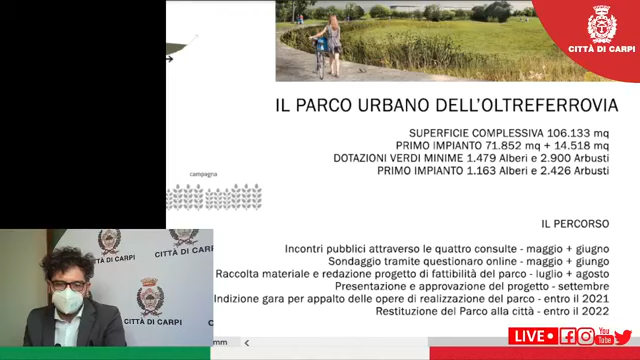 CITTÀ DI CARPI
IL PARCO URBANO DELL'OLTREFERROVIA
SUPERFICIE COMPLESSIVA 106.133 mq
PRIMO IMPIANTO 71.852 mq + 14.518 mq
DOTAZIONI VERDI MINIME 1.479 Alberi e 2.900 Arbusti
PRIMO IMPIANTO 1.163 Alberi e 2.426 Arbusti
campagna
IL PERCORSO
Incontri pubblici attraverso le quattro consulte - maggio + giugno
Sondaggio tramite questionaro online - maggio + giungo
Raccolta materiale e redazione progetto di fattibilità del parco - luglio + agosto
Presentazione e approvazione del progetto - settembre
Indizione gara per appalto delle opere di realizzazione del parco - entro il 2021
Restituzione del Parco alla città - entro il 2022
CITTÀ DI CARPI
CITTÀ DI CARPI
CITTÀ DI CARPI
mm
LIVE
You
Tube